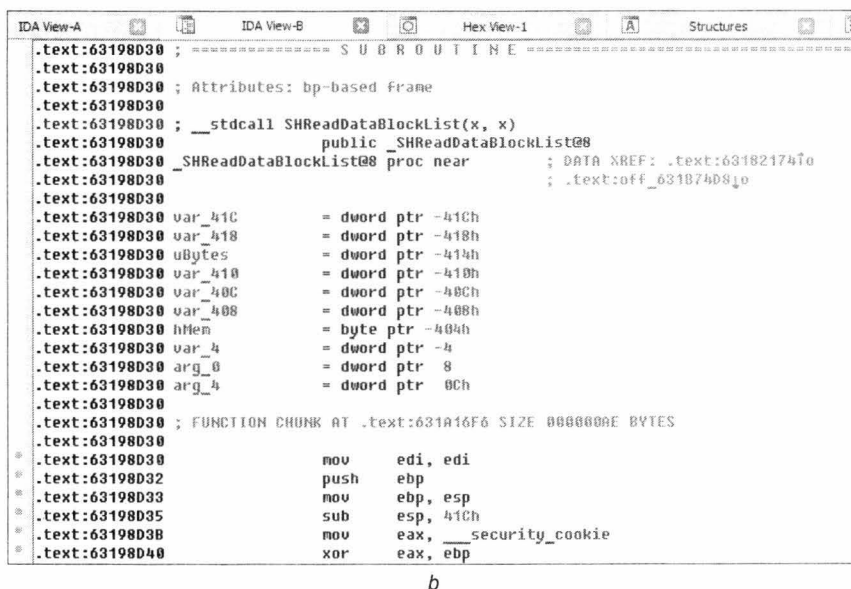 IDA View-A IDA View-B Hex View-1 A Structures
.text:63198D30 ; =============== S U B R O U T I N E =======================================
.text:63198D30
.text:63198D30 ; Attributes: bp-based frame
.text:63198D30
.text:63198D30 ; __stdcall SHReadDataBlockList(x, x)
.text:63198D30 public _SHReadDataBlockList@8
.text:63198D30 _SHReadDataBlockList@8 proc near ; DATA XREF: .text:63182174↑o
.text:63198D30 ; .text:off_631874D8↓o
.text:63198D30
.text:63198D30 var_41C = dword ptr -41Ch
.text:63198D30 var_418 = dword ptr -418h
.text:63198D30 uBytes = dword ptr -414h
.text:63198D30 var_410 = dword ptr -410h
.text:63198D30 var_40C = dword ptr -40Ch
.text:63198D30 var_408 = dword ptr -408h
.text:63198D30 hMem = byte ptr -404h
.text:63198D30 var_4 = dword ptr -4
.text:63198D30 arg_0 = dword ptr 8
.text:63198D30 arg_4 = dword ptr 0Ch
.text:63198D30
.text:63198D30 ; FUNCTION CHUNK AT .text:631A16F6 SIZE 000000AE BYTES
.text:63198D30
.text:63198D30 mov edi, edi
.text:63198D32 push ebp
.text:63198D33 mov ebp, esp
.text:63198D35 sub esp, 41Ch
.text:63198D3B mov eax, ___security_cookie
.text:63198D40 xor eax, ebp
b